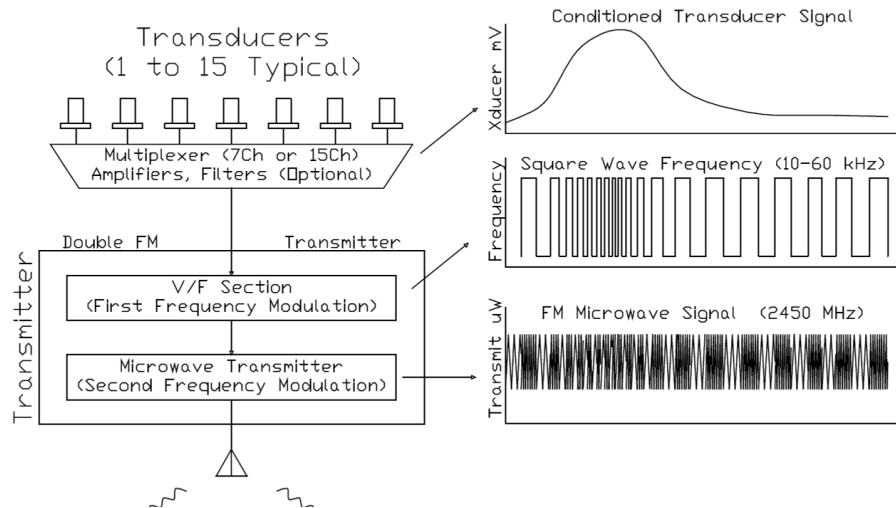 Transducers
(1 to 15 Typical)
Multiplexer (7Ch or 15Ch)
Amplifiers, Filters (Optional)
Double FM
Transmitter
Transmitter
V/F Section
(First Frequency Modulation)
Microwave Transmitter
(Second Frequency Modulation)
Conditioned Transducer Signal
Xducer mV
Square Wave Frequency (10-60 kHz)
Frequency
FM Microwave Signal (2450 MHz)
Transmit uW